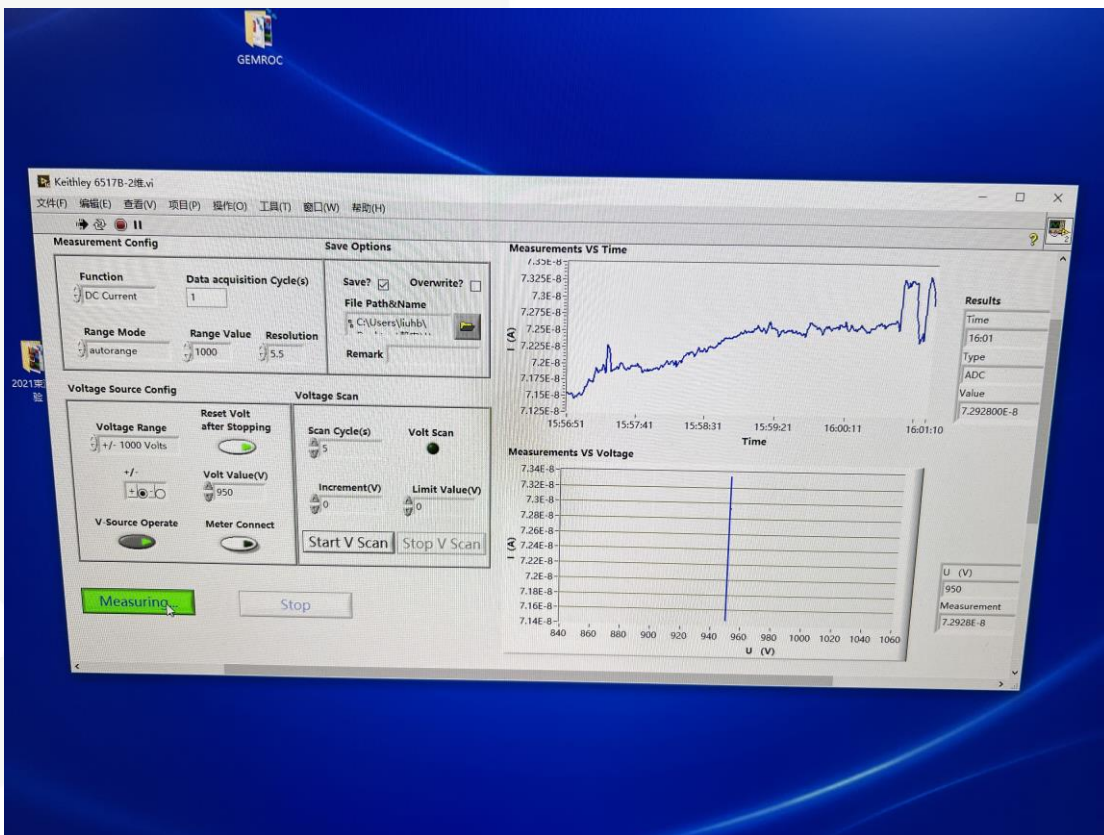 GEMROC
Keithley 6517B-2维.vi
文件(F) 编辑(E) 查看(V) 项目(P) 操作(O) 工具(T) 窗口(W) 帮助(H)
Measurement Config
Function
DC Current
Data acquisition Cycle(s)
1
Range Mode
autorange
Range Value
1000
Resolution
5.5
Save Options
Save?
Overwrite?
File Path&Name
C:\Users\liuhb\
Remark
Voltage Source Config
Voltage Range
+/- 1000 Volts
Reset Volt
after Stopping
+/-
+ -
Volt Value(V)
950
V-Source Operate
Meter Connect
Voltage Scan
Scan Cycle(s)
5
Volt Scan
Increment(V)
0
Limit Value(V)
0
Start V Scan
Stop V Scan
Measuring...
Stop
2021束
验
Measurements VS Time
7.35E-8
7.325E-8
7.3E-8
7.275E-8
7.25E-8
7.225E-8
7.2E-8
7.175E-8
7.15E-8
7.125E-8
I (A)
15:56:51 15:57:41 15:58:31 15:59:21 16:00:11 16:01:10
Time
Results
Time
16:01
Type
ADC
Value
7.292800E-8
Measurements VS Voltage
7.34E-8
7.32E-8
7.3E-8
7.28E-8
7.26E-8
7.24E-8
7.22E-8
7.2E-8
7.18E-8
7.16E-8
7.14E-8
I (A)
840 860 880 900 920 940 960 980 1000 1020 1040 1060
U (V)
U (V)
950
Measurement
7.2928E-8